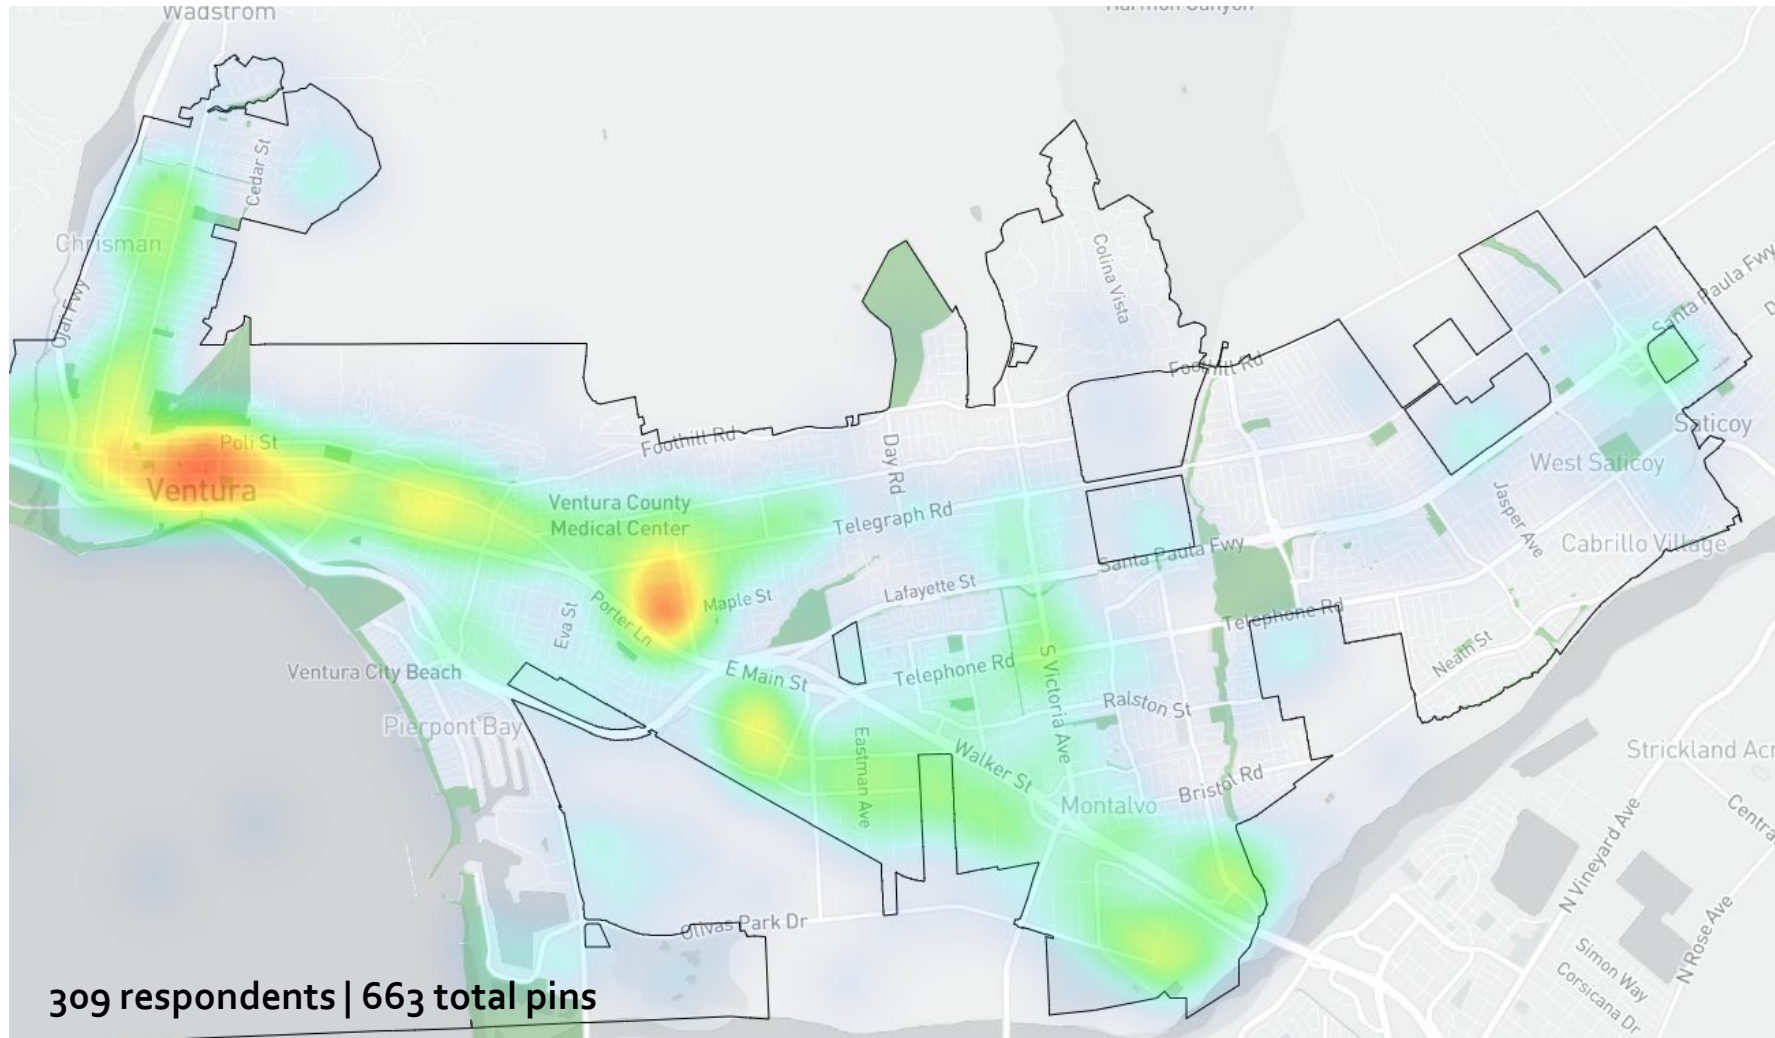 Wadstrom
Harmon Canyon
Cedar St
Chrisman
Ojai Fwy
Colina Vista
Santa Paula Fwy
D
Foothill Rd
Poli St
Ventura
Foothill Rd
Day Rd
Saticoy
West Saticoy
Ventura County
Medical Center
Telegraph Rd
Jasper Ave
Santa Paula Fwy
Cabrillo Village
Lafayette St
Maple St
Porter Ln
Eva St
Telephone Rd
Neath St
S Victoria Ave
Ventura City Beach
E Main St
Telephone Rd
Ralston St
Pierpont Bay
Eastman Ave
Walker St
Strickland Acr
Bristol Rd
Montalvo
Centra
N Vineyard Ave
Olivas Park Dr
N Rose Ave
Simon Way
Corsicana Dr
309 respondents | 663 total pins